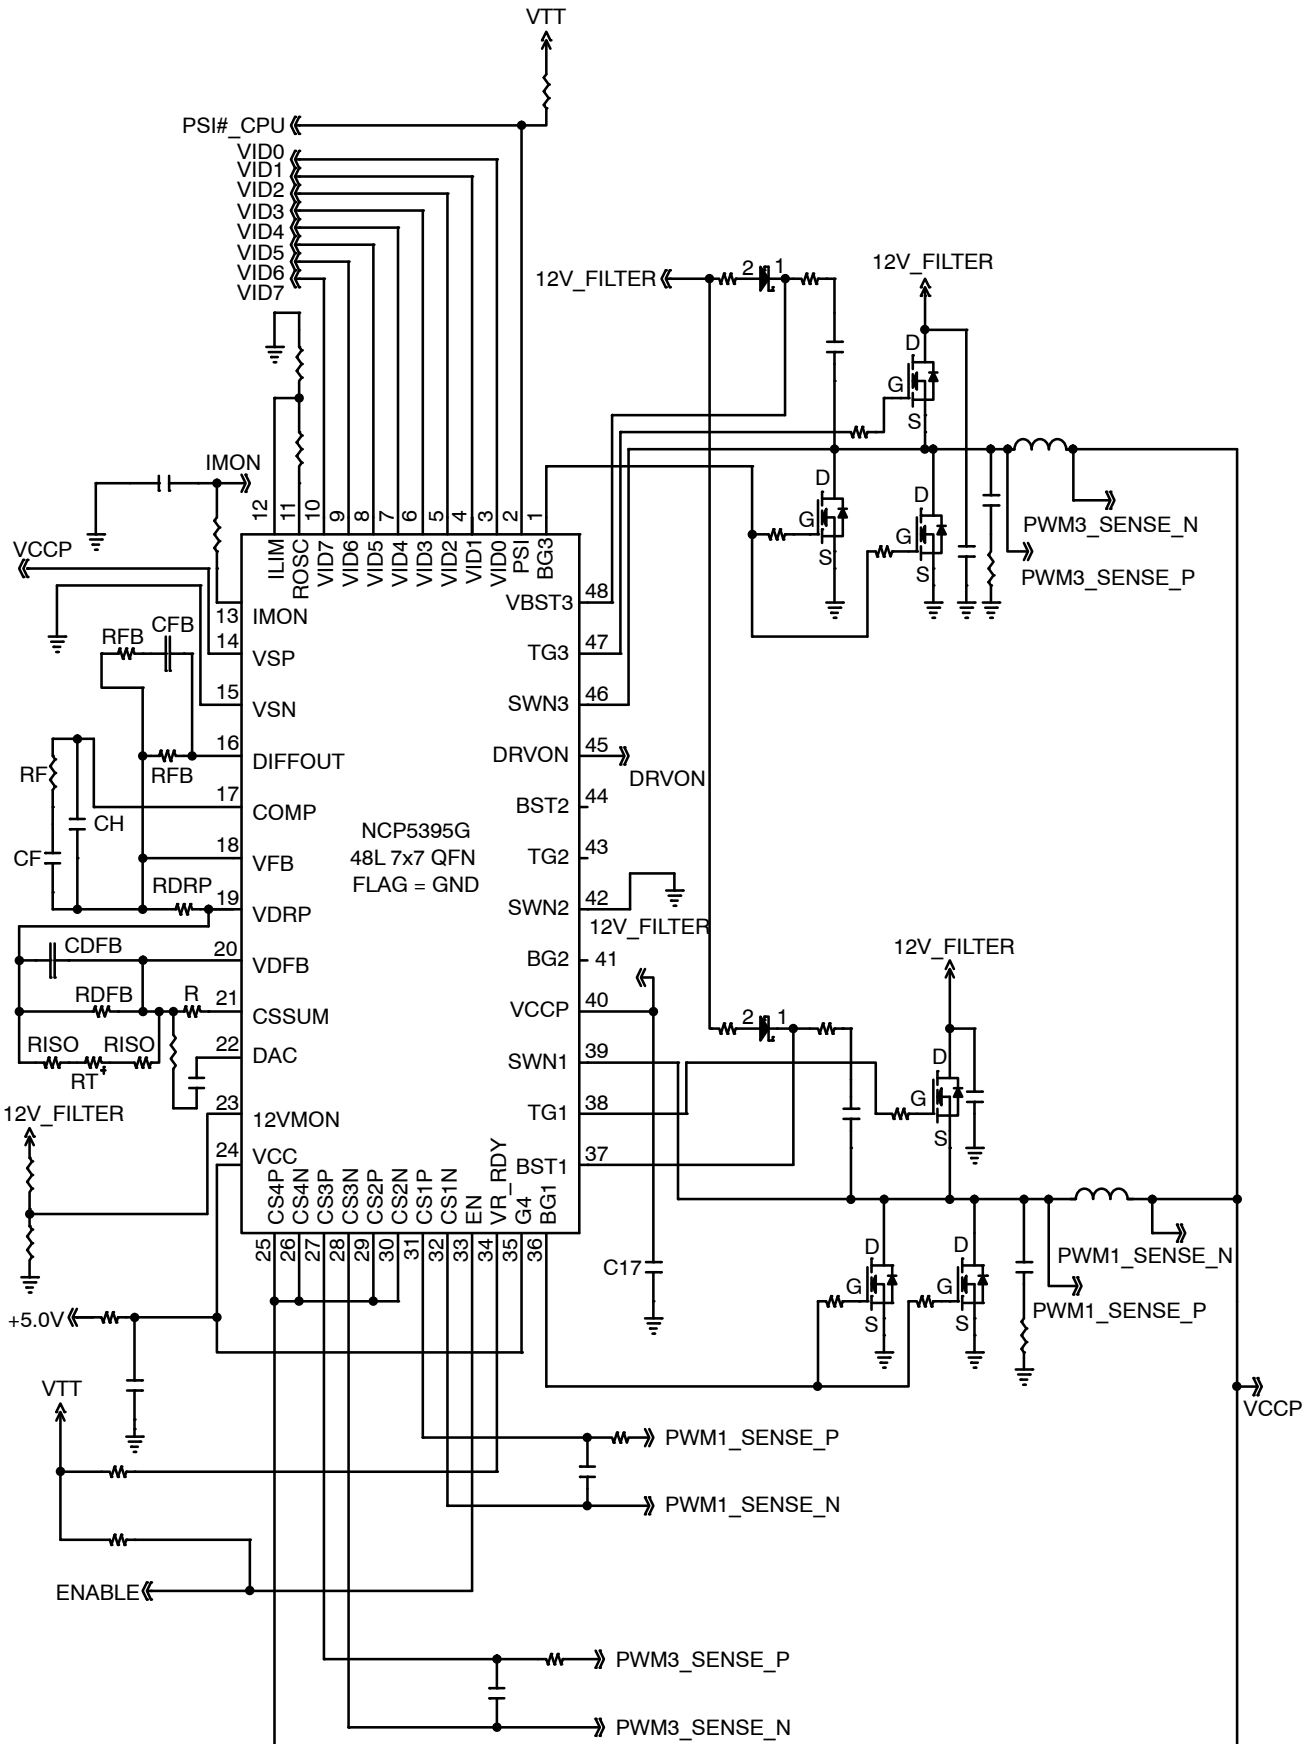 VTT
PSI#_CPU
VID0
VID1
VID2
VID3
VID4
VID5
VID6
VID7
12V_FILTER
2
1
12V_FILTER
D
G
S
IMON
12
11
10
9
8
7
6
5
4
3
2
1
ILIM
ROSC
VID7
VID6
VID5
VID4
VID3
VID2
VID1
VID0
PSI
BG3
D
G
S
D
G
S
PWM3_SENSE_N
PWM3_SENSE_P
VCCP
13
IMON
14
VSP
15
VSN
16
DIFFOUT
17
COMP
18
VFB
19
VDRP
20
VDFB
21
CSSUM
22
DAC
23
12VMON
24
VCC
RFB
CFB
RFB
RF
CH
CF
RDRP
CDFB
RDFB
R
RISO
RISO
RT
+
12V_FILTER
NCP5395G
48L 7x7 QFN
FLAG = GND
VBST3
48
TG3
47
SWN3
46
DRVON
45
DRVON
BST2
44
TG2
43
SWN2
42
12V_FILTER
BG2
41
VCCP
40
SWN1
39
TG1
38
BST1
37
2
1
12V_FILTER
D
G
S
CS4P
CS4N
CS3P
CS3N
CS2P
CS2N
CS1P
CS1N
EN
VR_RDY
G4
BG1
25
26
27
28
29
30
31
32
33
34
35
36
C17
D
G
S
D
G
S
PWM1_SENSE_N
PWM1_SENSE_P
+5.0V
VTT
VCCP
PWM1_SENSE_P
PWM1_SENSE_N
ENABLE
PWM3_SENSE_P
PWM3_SENSE_N